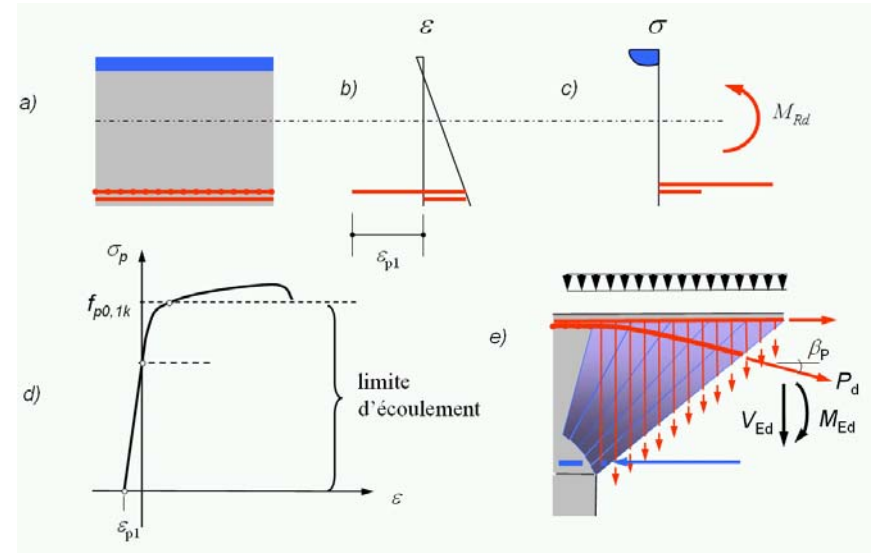 ε
σ
a)
b)
c)
M_Rd
ε_p1
σ_p
f_p0,1k
d)
limite
d'écoulement
ε
ε_p1
e)
β_P
P_d
V_Ed
M_Ed